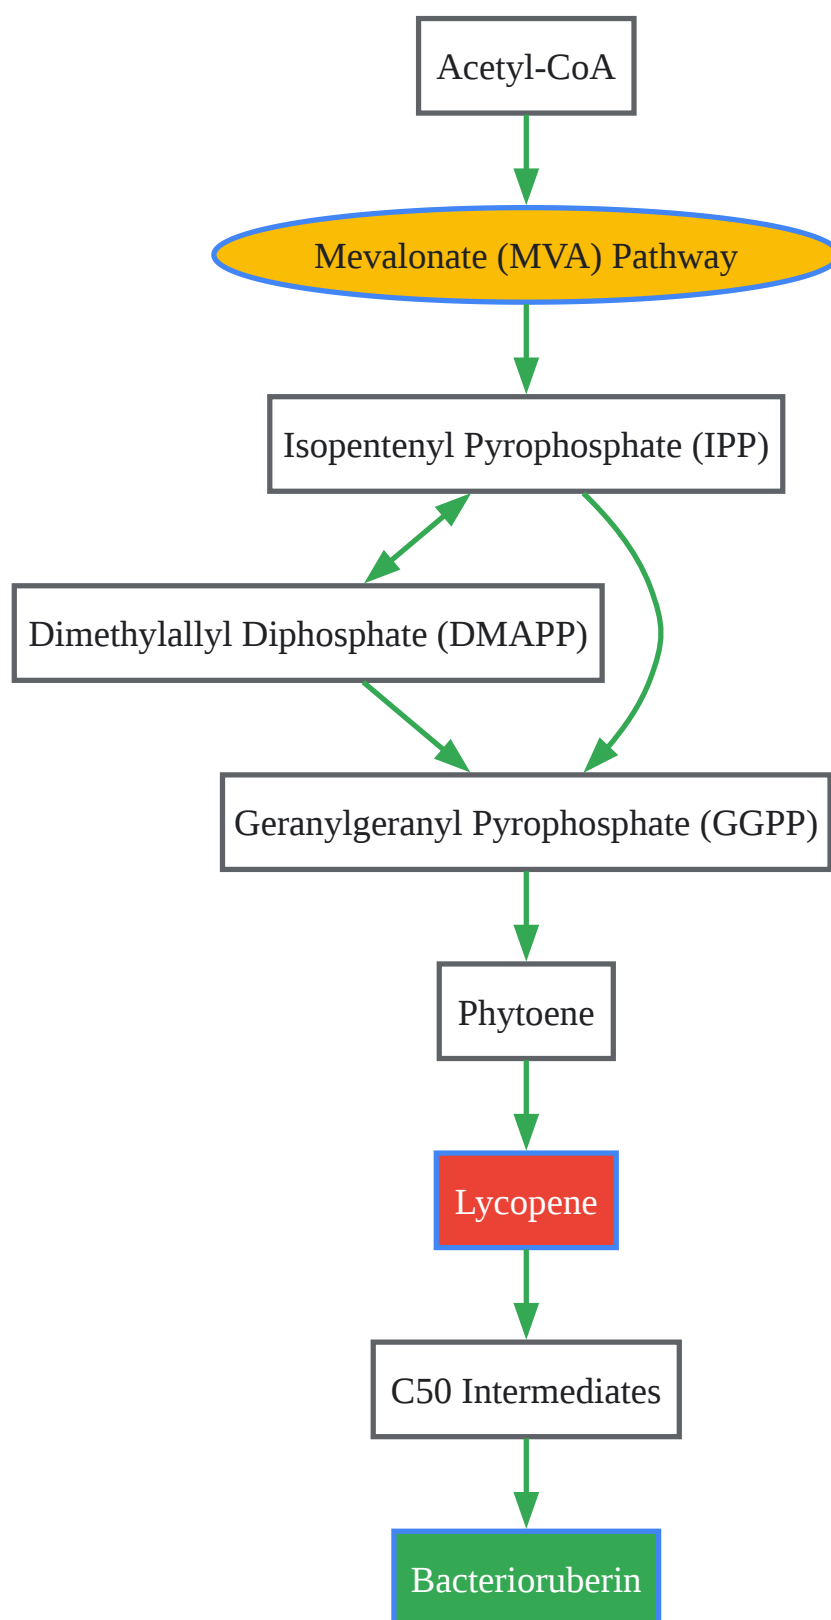 Acetyl-CoA
Mevalonate (MVA) Pathway
Isopentenyl Pyrophosphate (IPP)
Dimethylallyl Diphosphate (DMAPP)
Geranylgeranyl Pyrophosphate (GGPP)
Phytoene
Lycopene
C50 Intermediates
Bacterioruberin